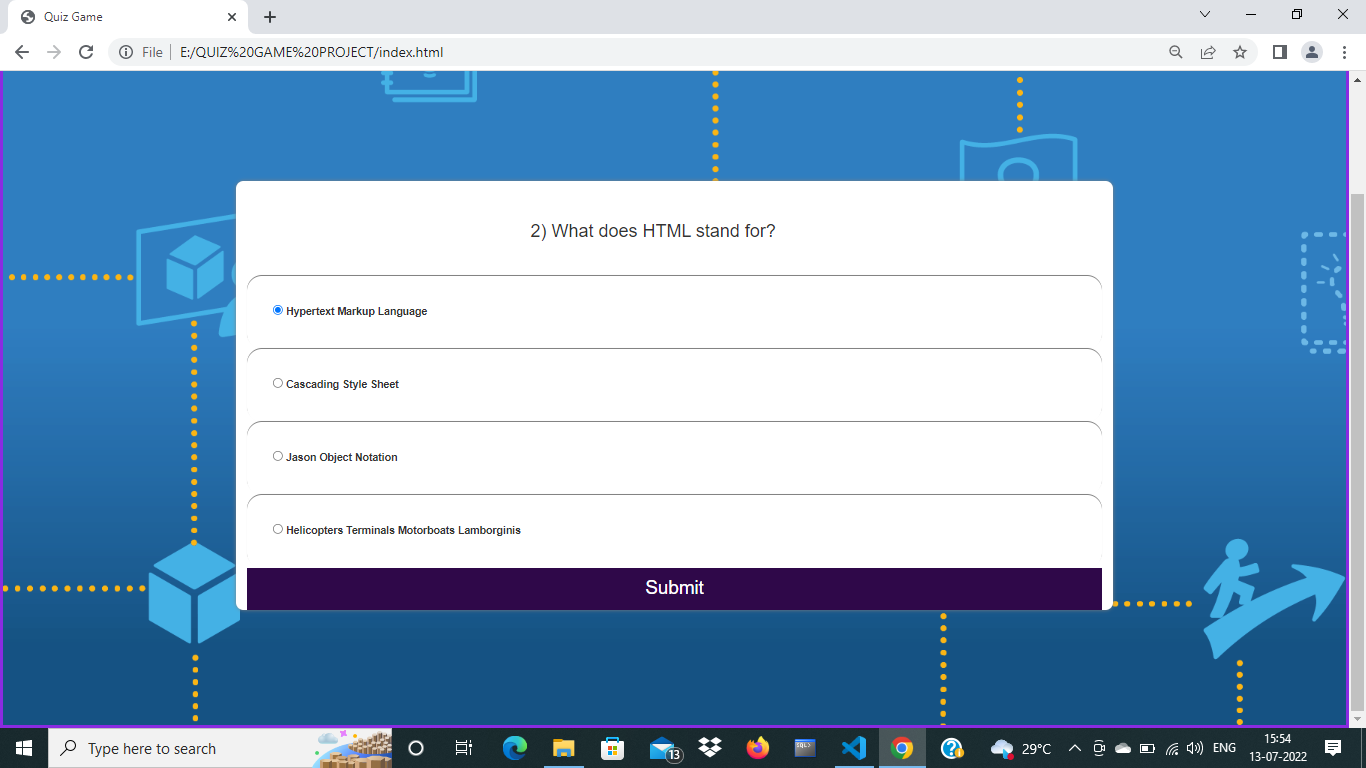 Quiz Game
File
E:/QUIZ%20GAME%20PROJECT/index.html
2) What does HTML stand for?
Hypertext Markup Language
Cascading Style Sheet
Jason Object Notation
Helicopters Terminals Motorboats Lamborginis
Submit
Type here to search
13
29°C
ENG
15:54
13-07-2022